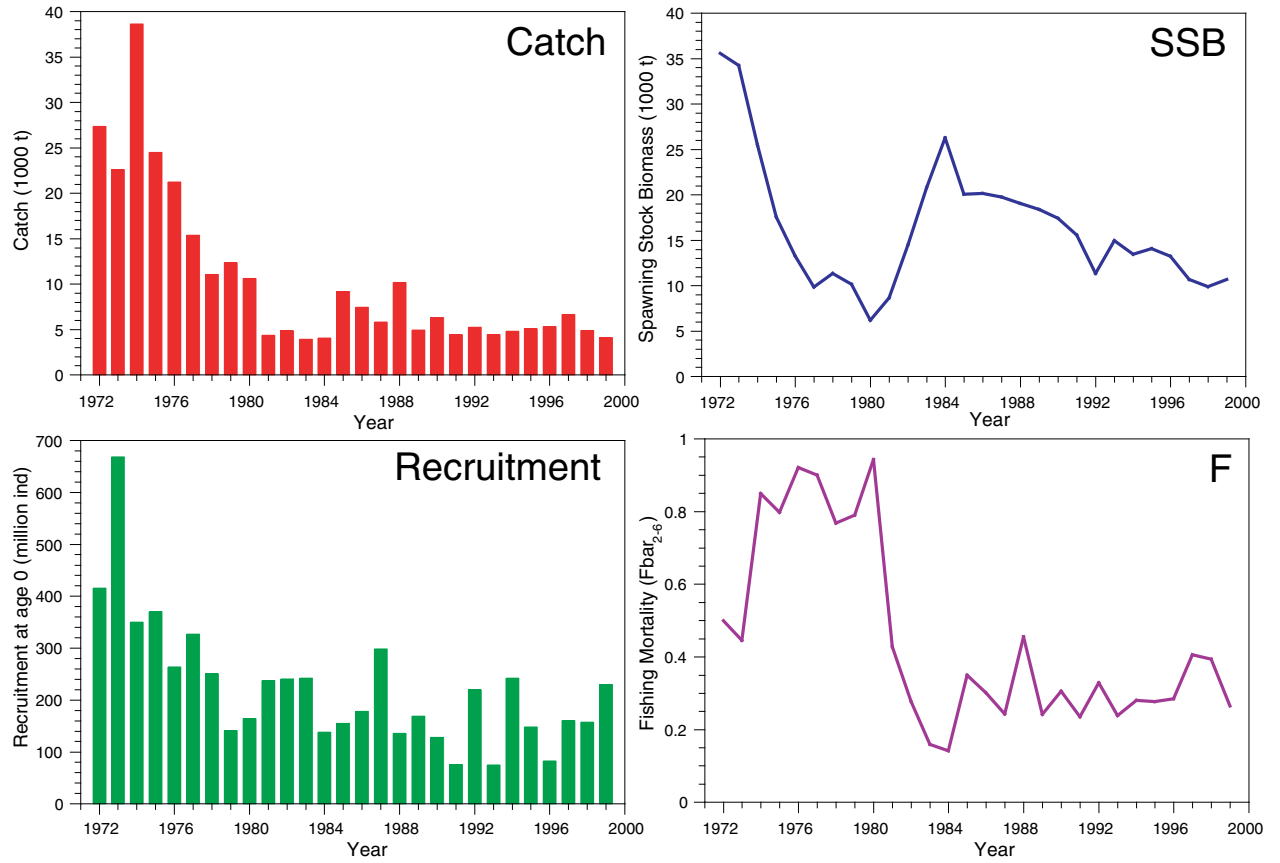 Catch
Catch (1000 t)
40
35
30
25
20
15
10
5
0
1972 1976 1980 1984 1988 1992 1996 2000
Year
SSB
Spawning Stock Biomass (1000 t)
40
35
30
25
20
15
10
5
0
1972 1976 1980 1984 1988 1992 1996 2000
Year
Recruitment
Recruitment at age 0 (million ind)
700
600
500
400
300
200
100
0
1972 1976 1980 1984 1988 1992 1996 2000
Year
F
Fishing Mortality (Fbar2-6)
1
0.8
0.6
0.4
0.2
0
1972 1976 1980 1984 1988 1992 1996 2000
Year